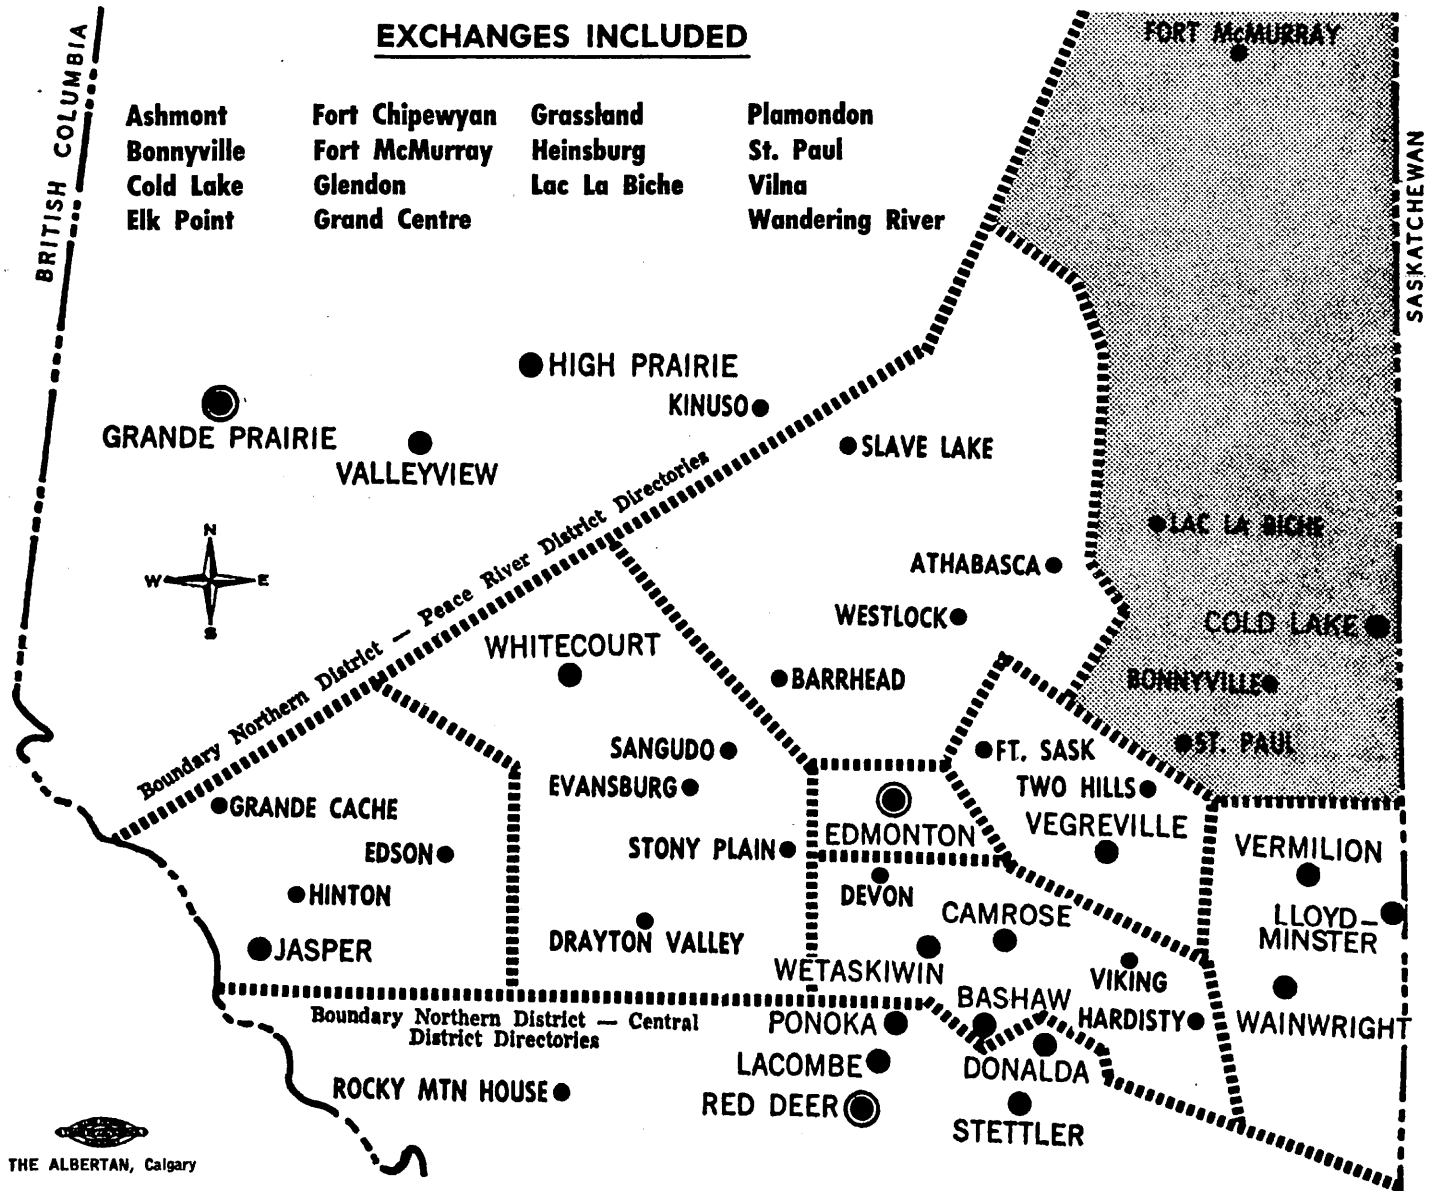 EXCHANGES INCLUDED
Ashmont
Bonnyville
Cold Lake
Elk Point
Fort Chipewyan
Fort McMurray
Glendon
Grand Centre
Grassland
Heinsburg
Lac La Biche
Plamondon
St. Paul
Vilna
Wandering River
BRITISH COLUMBIA
SASKATCHEWAN
FORT McMURRAY
HIGH PRAIRIE
KINUSO
GRANDE PRAIRIE
VALLEYVIEW
SLAVE LAKE
Boundary Northern District — Peace River District Directories
N
W E
S
LAC LA BICHE
ATHABASCA
WESTLOCK
COLD LAKE
WHITECOURT
BARRHEAD
BONNYVILLE
SANGUDO
FT. SASK
ST. PAUL
EVANSBURG
TWO HILLS
GRANDE CACHE
EDMONTON
VEGREVILLE
EDSON
STONY PLAIN
VERMILION
HINTON
DEVON
LLOYD-
MINSTER
JASPER
DRAYTON VALLEY
CAMROSE
WETASKIWIN
VIKING
BASHAW
HARDISTY
WAINWRIGHT
Boundary Northern District — Central
District Directories
PONOKA
LACOMBE
DONALDA
ROCKY MTN HOUSE
RED DEER
STETTLER
THE ALBERTAN, Calgary